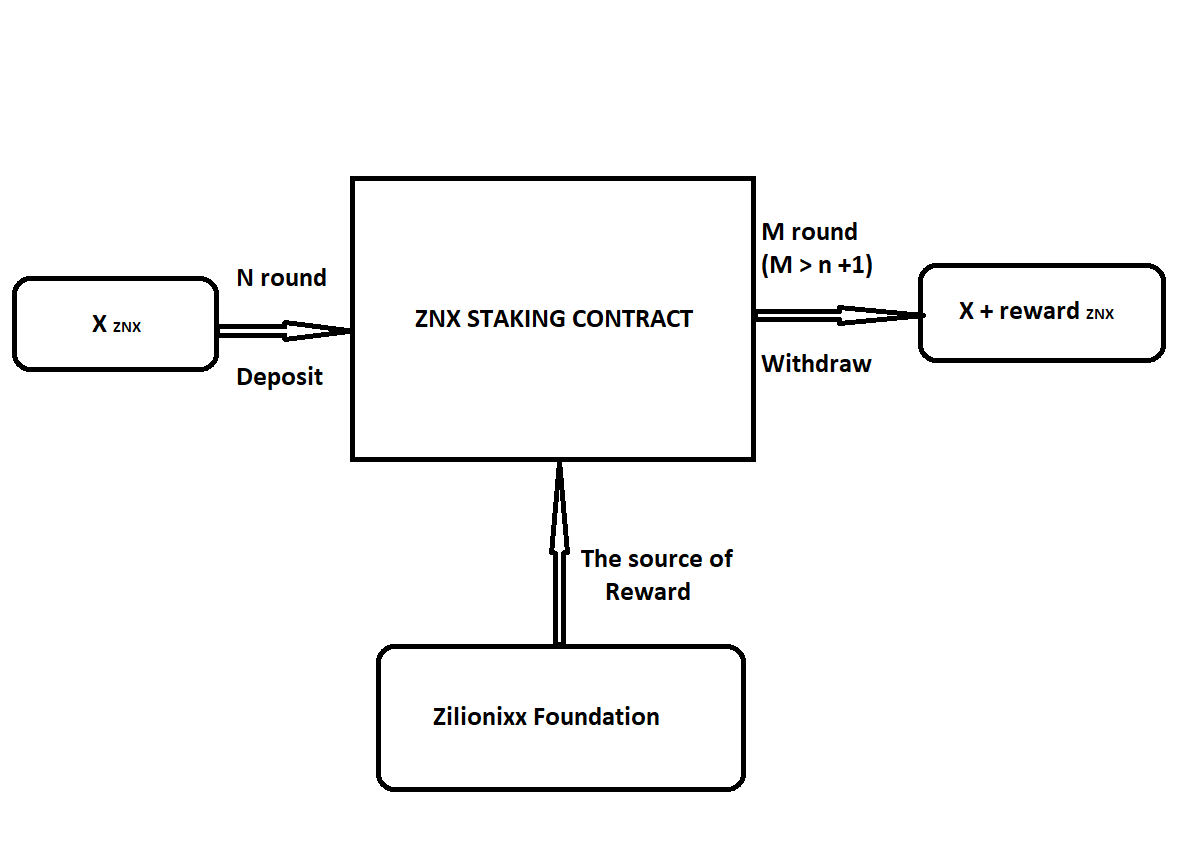 M round
(M > n +1)
N round
X + reward ZNX
X ZNX
ZNX STAKING CONTRACT
Deposit
Withdraw
The source of
Reward
Zilionixx Foundation